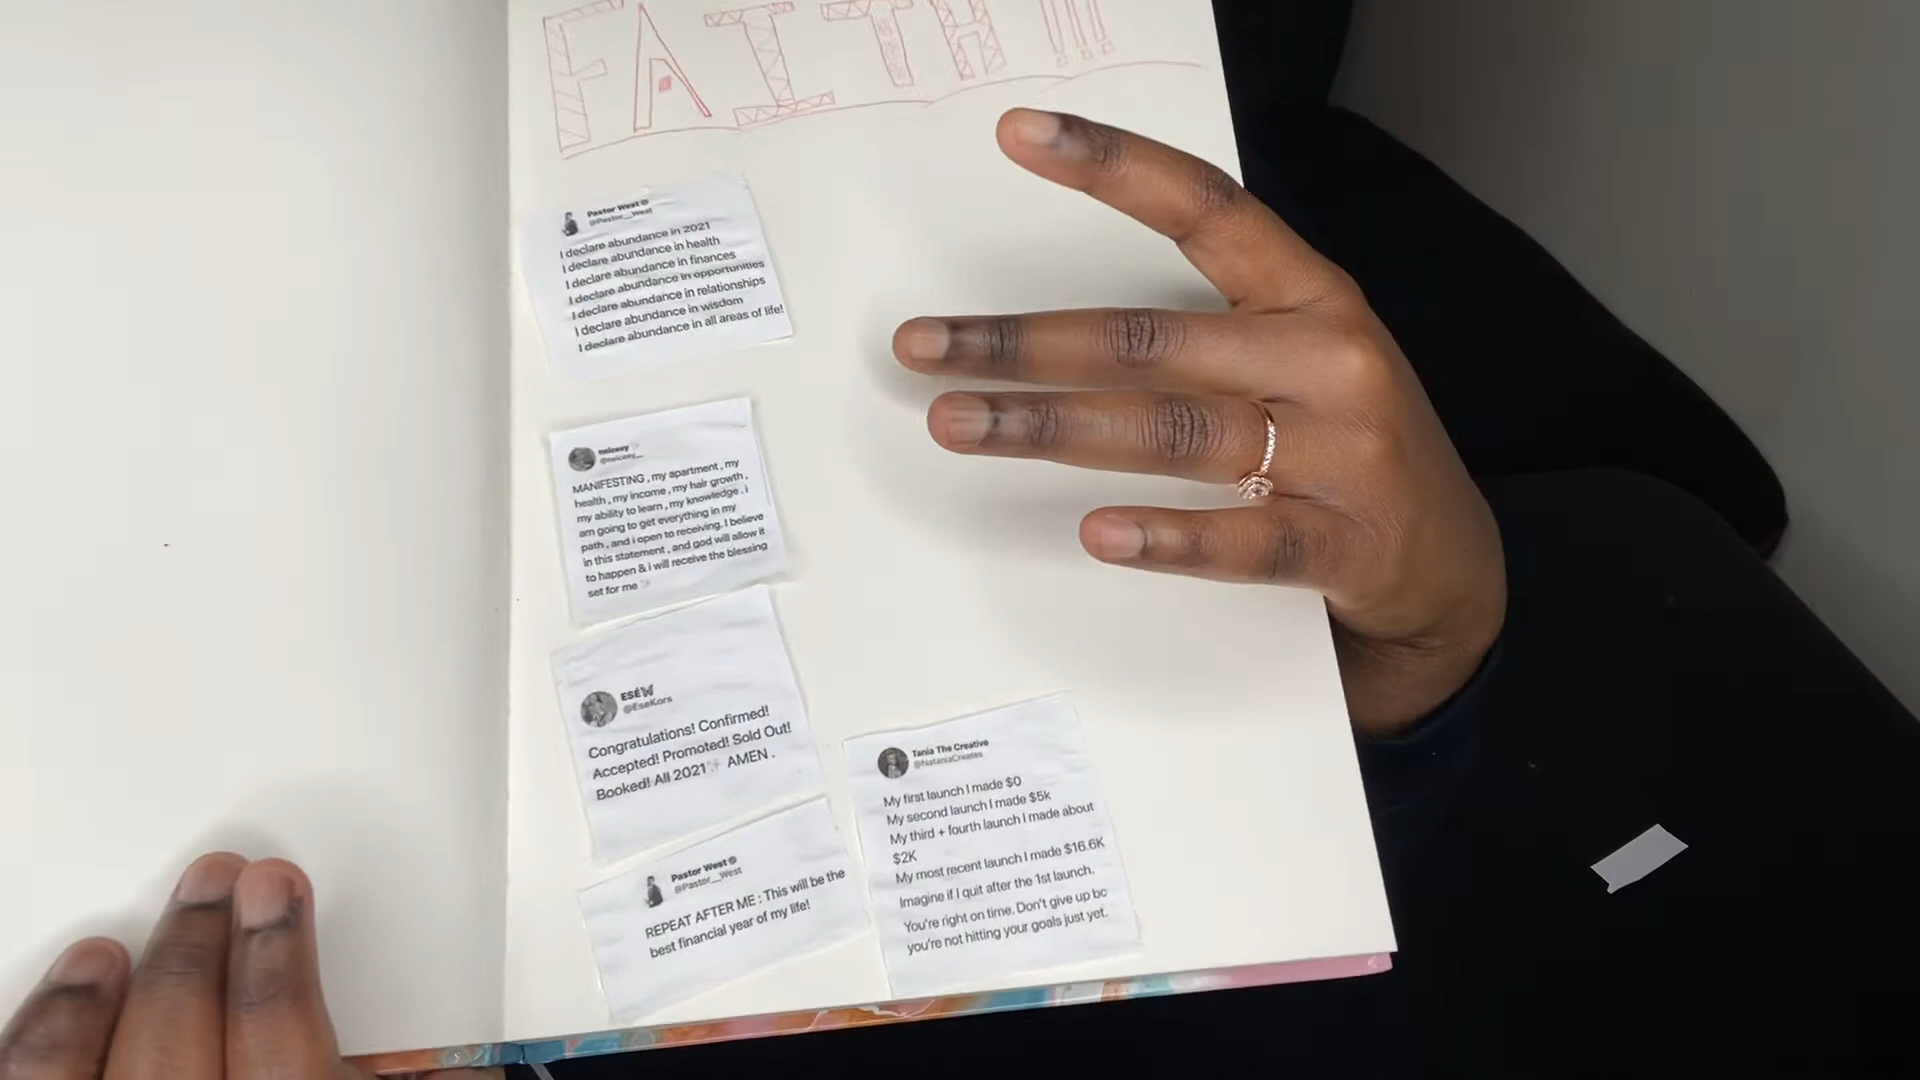 FAITH!!!
Pastor West
@Pastor__West
I declare abundance in 2021
I declare abundance in health
I declare abundance in finances
I declare abundance in opportunities
I declare abundance in relationships
I declare abundance in wisdom
I declare abundance in all areas of life!
neicesy
@neicesy__
MANIFESTING , my apartment , my
health , my income , my hair growth ,
my ability to learn , my knowledge . i
am going to get everything in my
path , and i open to receiving. I believe
in this statement , and god will allow it
to happen & i will receive the blessing
set for me
ESÉ
@EseKors
Congratulations! Confirmed!
Accepted! Promoted! Sold Out!
Booked! All 2021✨ AMEN .
Pastor West
@Pastor__West
REPEAT AFTER ME : This will be the
best financial year of my life!
Tania The Creative
@NataniaCreates
My first launch I made $0
My second launch I made $5k
My third + fourth launch I made about
$2K
My most recent launch I made $16.6K
Imagine if I quit after the 1st launch.
You're right on time. Don't give up bc
you're not hitting your goals just yet.